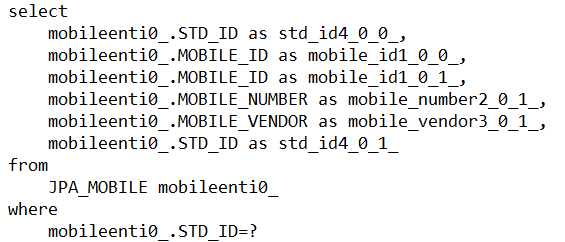 select
    mobileenti0_.STD_ID as std_id4_0_0_,
    mobileenti0_.MOBILE_ID as mobile_id1_0_0_,
    mobileenti0_.MOBILE_ID as mobile_id1_0_1_,
    mobileenti0_.MOBILE_NUMBER as mobile_number2_0_1_,
    mobileenti0_.MOBILE_VENDOR as mobile_vendor3_0_1_,
    mobileenti0_.STD_ID as std_id4_0_1_
from
    JPA_MOBILE mobileenti0_
where
    mobileenti0_.STD_ID=?